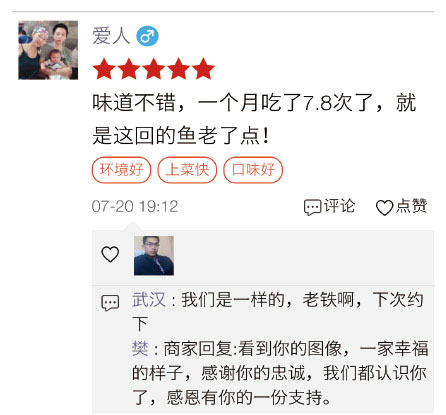 爱人
味道不错，一个月吃了7.8次了，就
是这回的鱼老了点！
环境好 上菜快 口味好
07-20 19:12 评论 点赞
武汉：我们是一样的，老铁啊，下次约
下
樊：商家回复:看到你的图像，一家幸福
的样子，感谢你的忠诚，我们都认识你
了，感恩有你的一份支持。